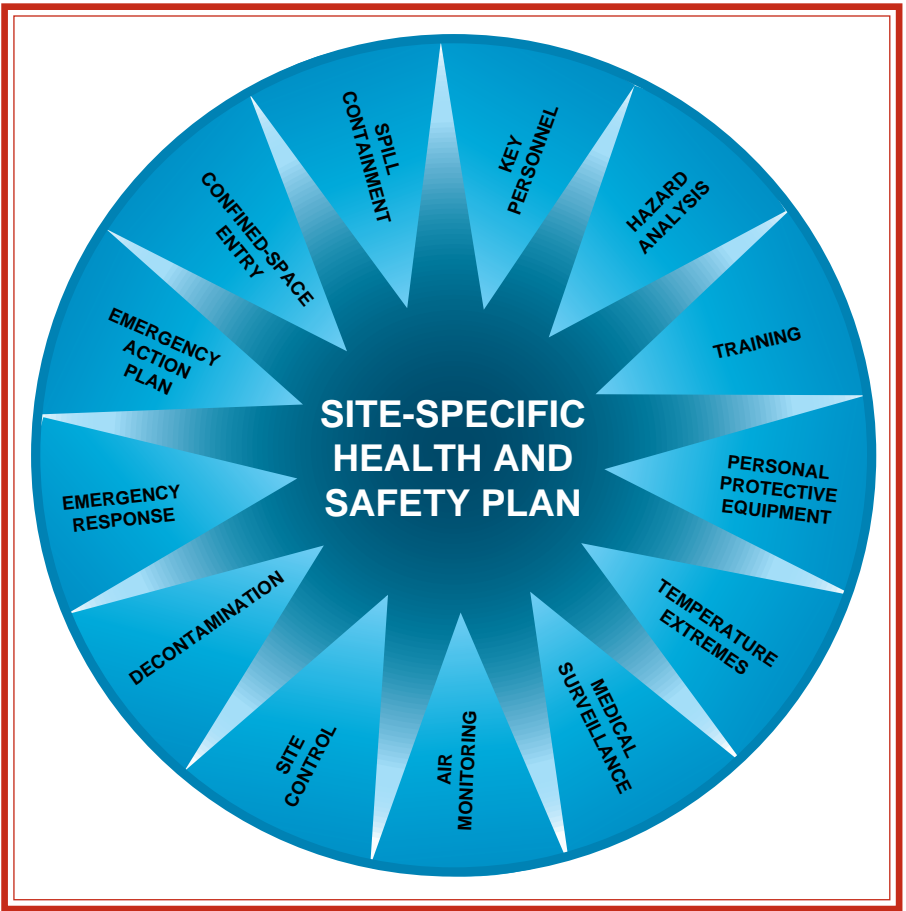 SITE-SPECIFIC
HEALTH AND
SAFETY PLAN
KEY
PERSONNEL
HAZARD
ANALYSIS
TRAINING
PERSONAL
PROTECTIVE
EQUIPMENT
TEMPERATURE
EXTREMES
MEDICAL
SURVEILLANCE
AIR
MONITORING
SITE
CONTROL
DECONTAMINATION
EMERGENCY
RESPONSE
EMERGENCY
ACTION
PLAN
CONFINED-SPACE
ENTRY
SPILL
CONTAINMENT